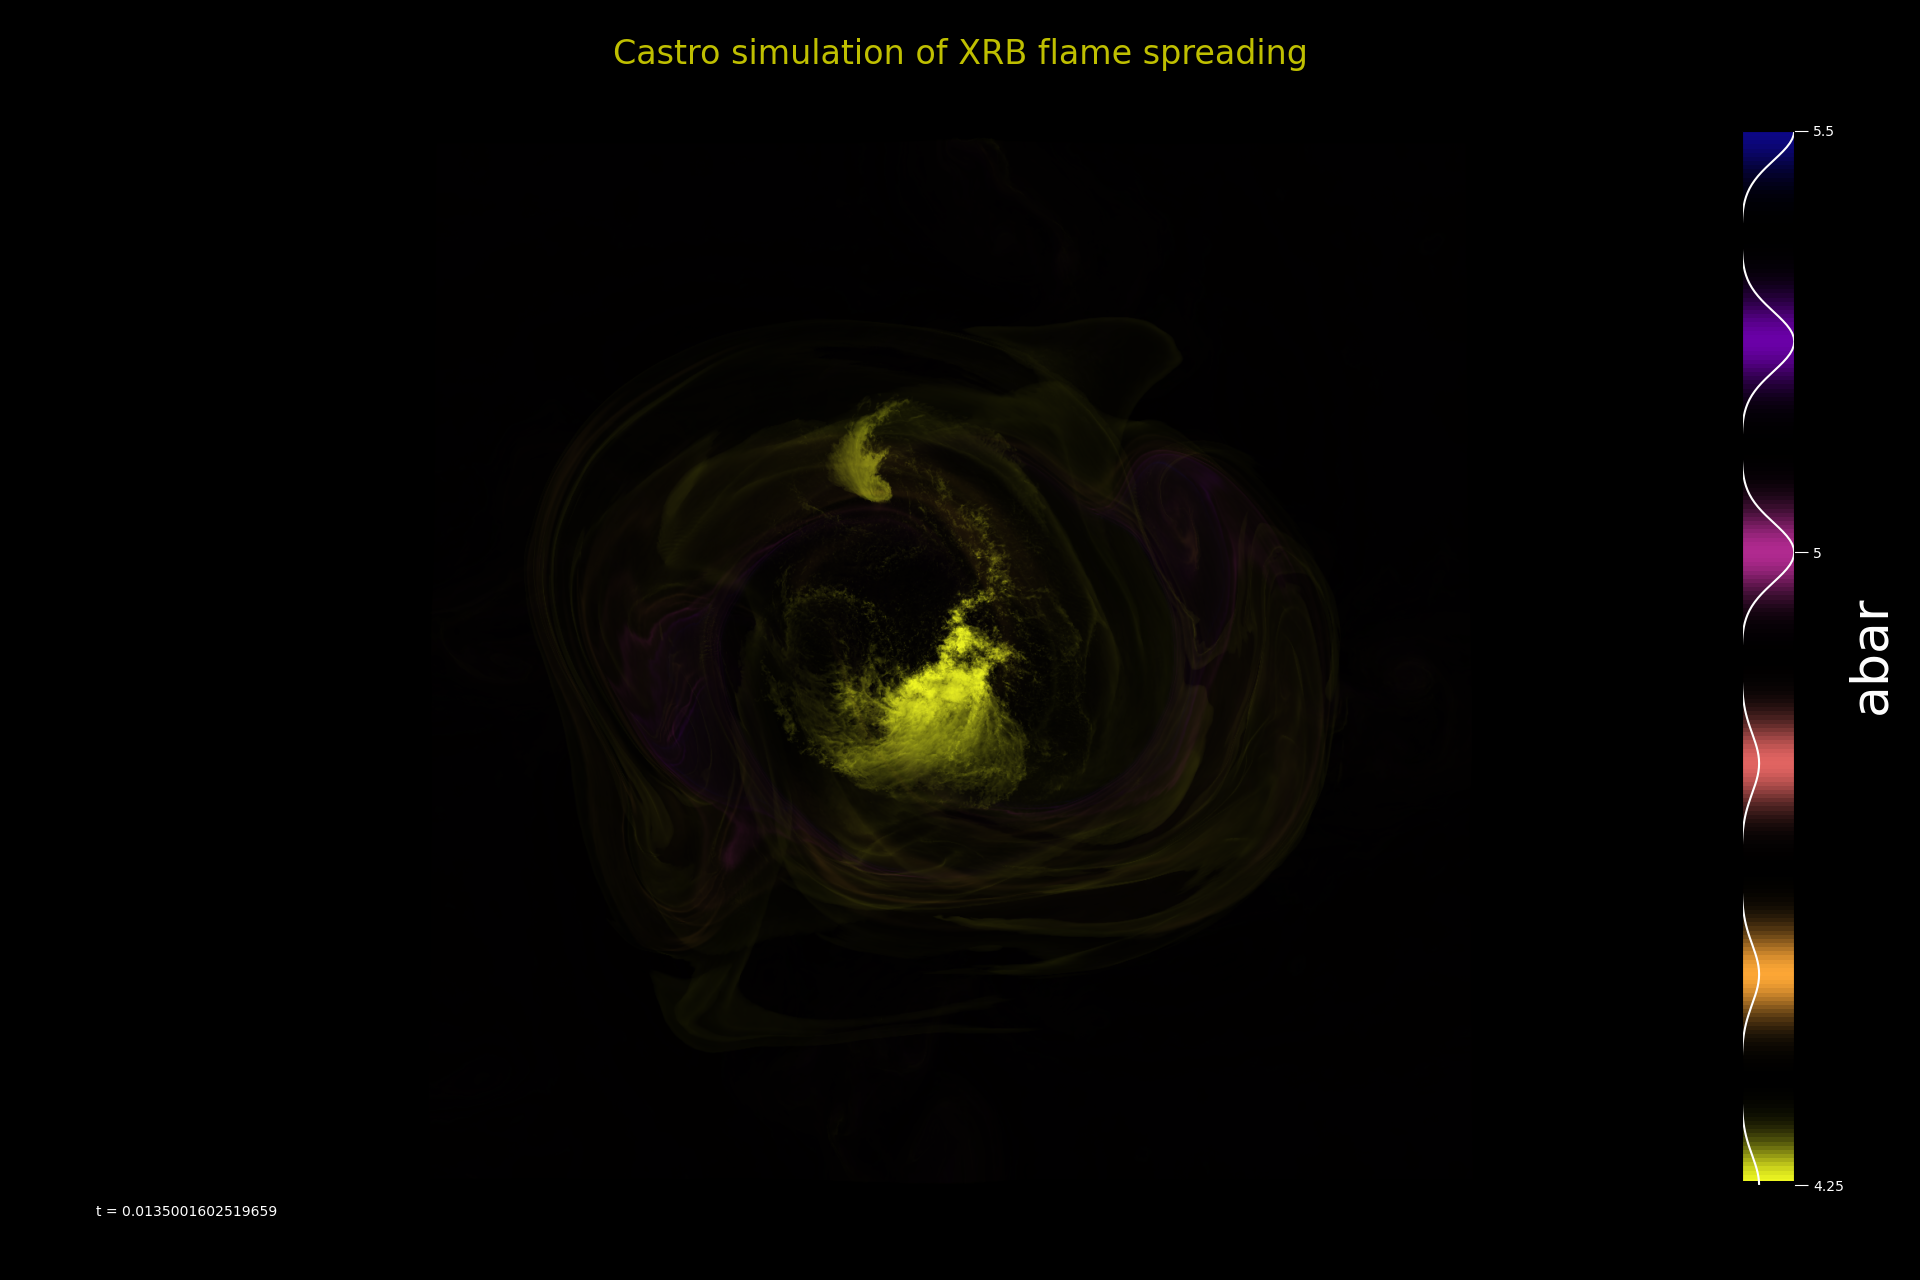 Castro simulation of XRB flame spreading
5.5
5
abar
4.25
t = 0.0135001602519659